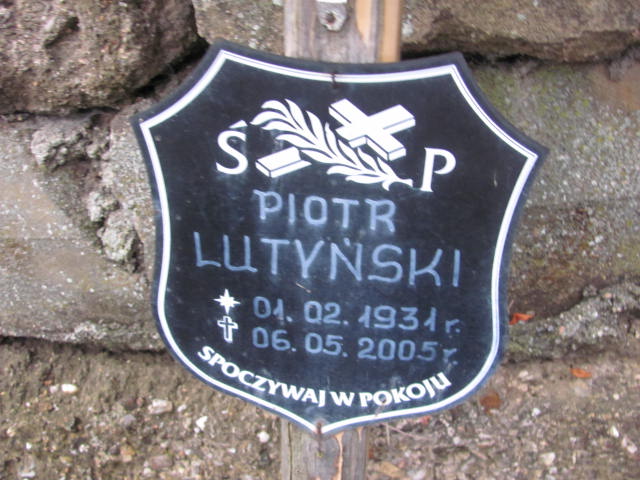 Ś P
PIOTR
LUTYŃSKI
01. 02. 1931 r.
06. 05. 2005 r.
SPOCZYWAJ W POKOJU